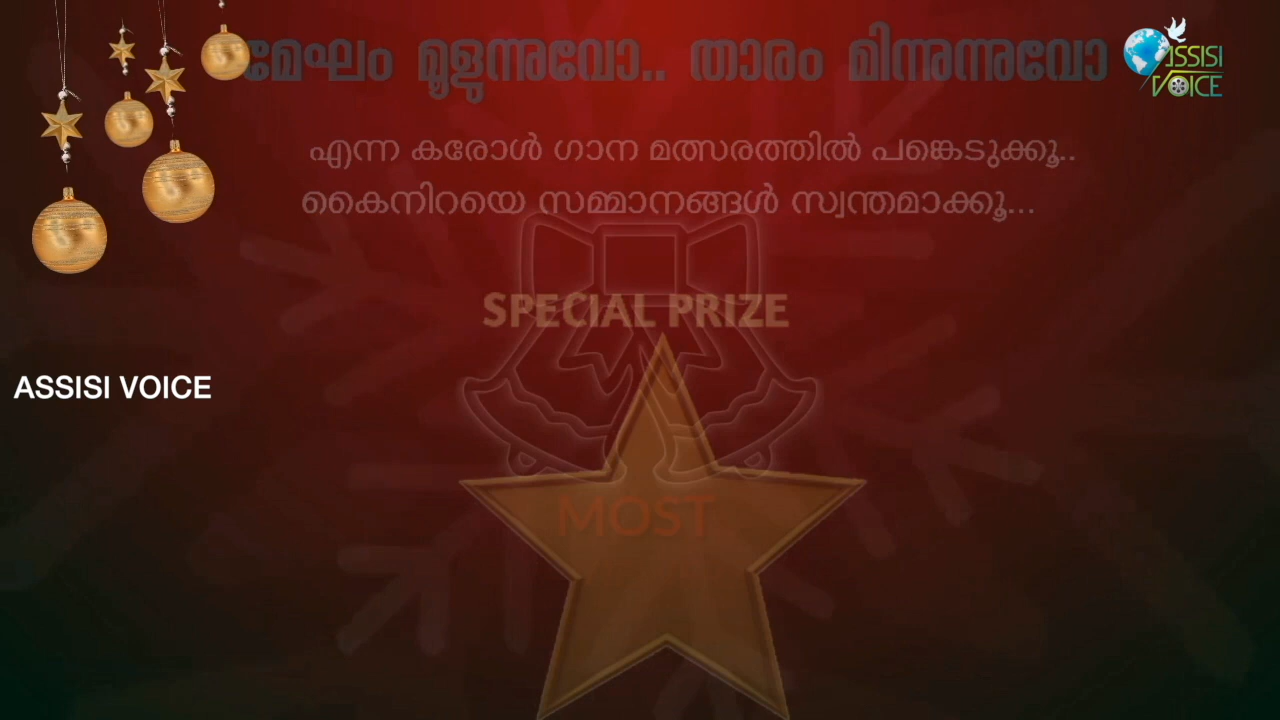 മേഘം മൂളുന്നുവോ.. താരം മിന്നുന്നുവോ
ASSISI
VOICE
എന്ന കരോൾ ഗാന മത്സരത്തിൽ പങ്കെടുക്കൂ..
കൈനിറയെ സമ്മാനങ്ങൾ സ്വന്തമാക്കൂ...
SPECIAL PRIZE
ASSISI VOICE
MOST